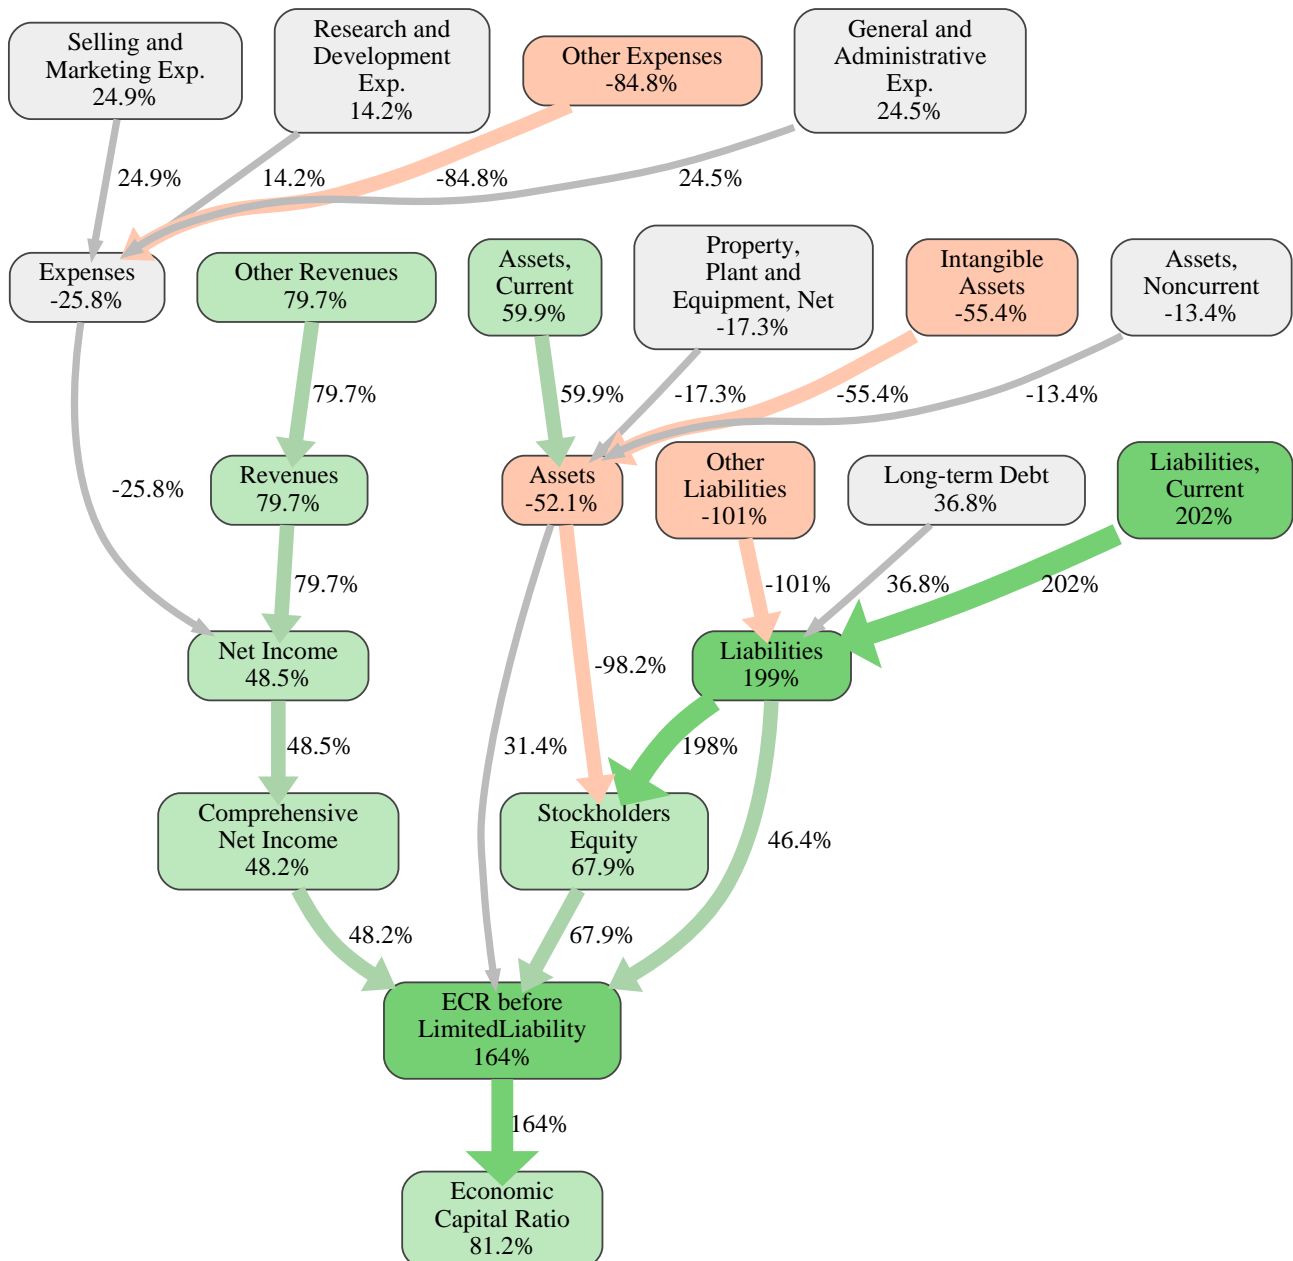 Selling and
Marketing Exp.
24.9%
Research and
Development
Exp.
14.2%
Other Expenses
-84.8%
General and
Administrative
Exp.
24.5%
24.9%
14.2%
-84.8%
24.5%
Expenses
-25.8%
Other Revenues
79.7%
Assets,
Current
59.9%
Property,
Plant and
Equipment, Net
-17.3%
Intangible
Assets
-55.4%
Assets,
Noncurrent
-13.4%
79.7%
59.9%
-17.3%
-55.4%
-13.4%
-25.8%
Revenues
79.7%
Assets
-52.1%
Other
Liabilities
-101%
Long-term Debt
36.8%
Liabilities,
Current
202%
79.7%
-101%
36.8%
202%
Net Income
48.5%
-98.2%
Liabilities
199%
48.5%
31.4%
198%
Comprehensive
Net Income
48.2%
Stockholders
Equity
67.9%
46.4%
48.2%
67.9%
ECR before
LimitedLiability
164%
164%
Economic
Capital Ratio
81.2%